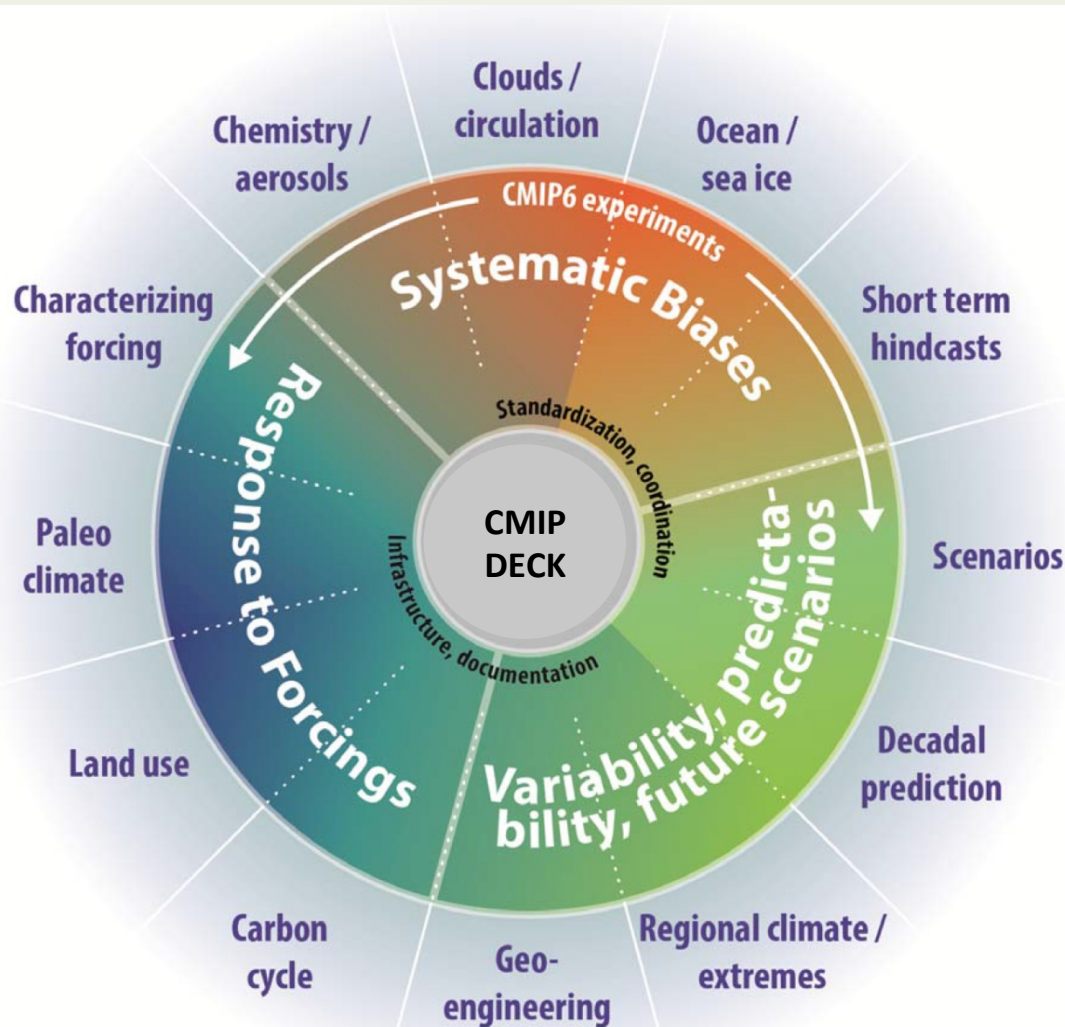 Clouds /
circulation
Chemistry /
aerosols
Ocean /
sea ice
CMIP6 experiments
Systematic Biases
Characterizing
forcing
Short term
hindcasts
Standardization, coordination
Response to Forcings
CMIP
DECK
Paleo
climate
Scenarios
Infrastructure, documentation
Variability, predicta-
bility, future scenarios
Land use
Decadal
prediction
Carbon
cycle
Geo-
engineering
Regional climate /
extremes